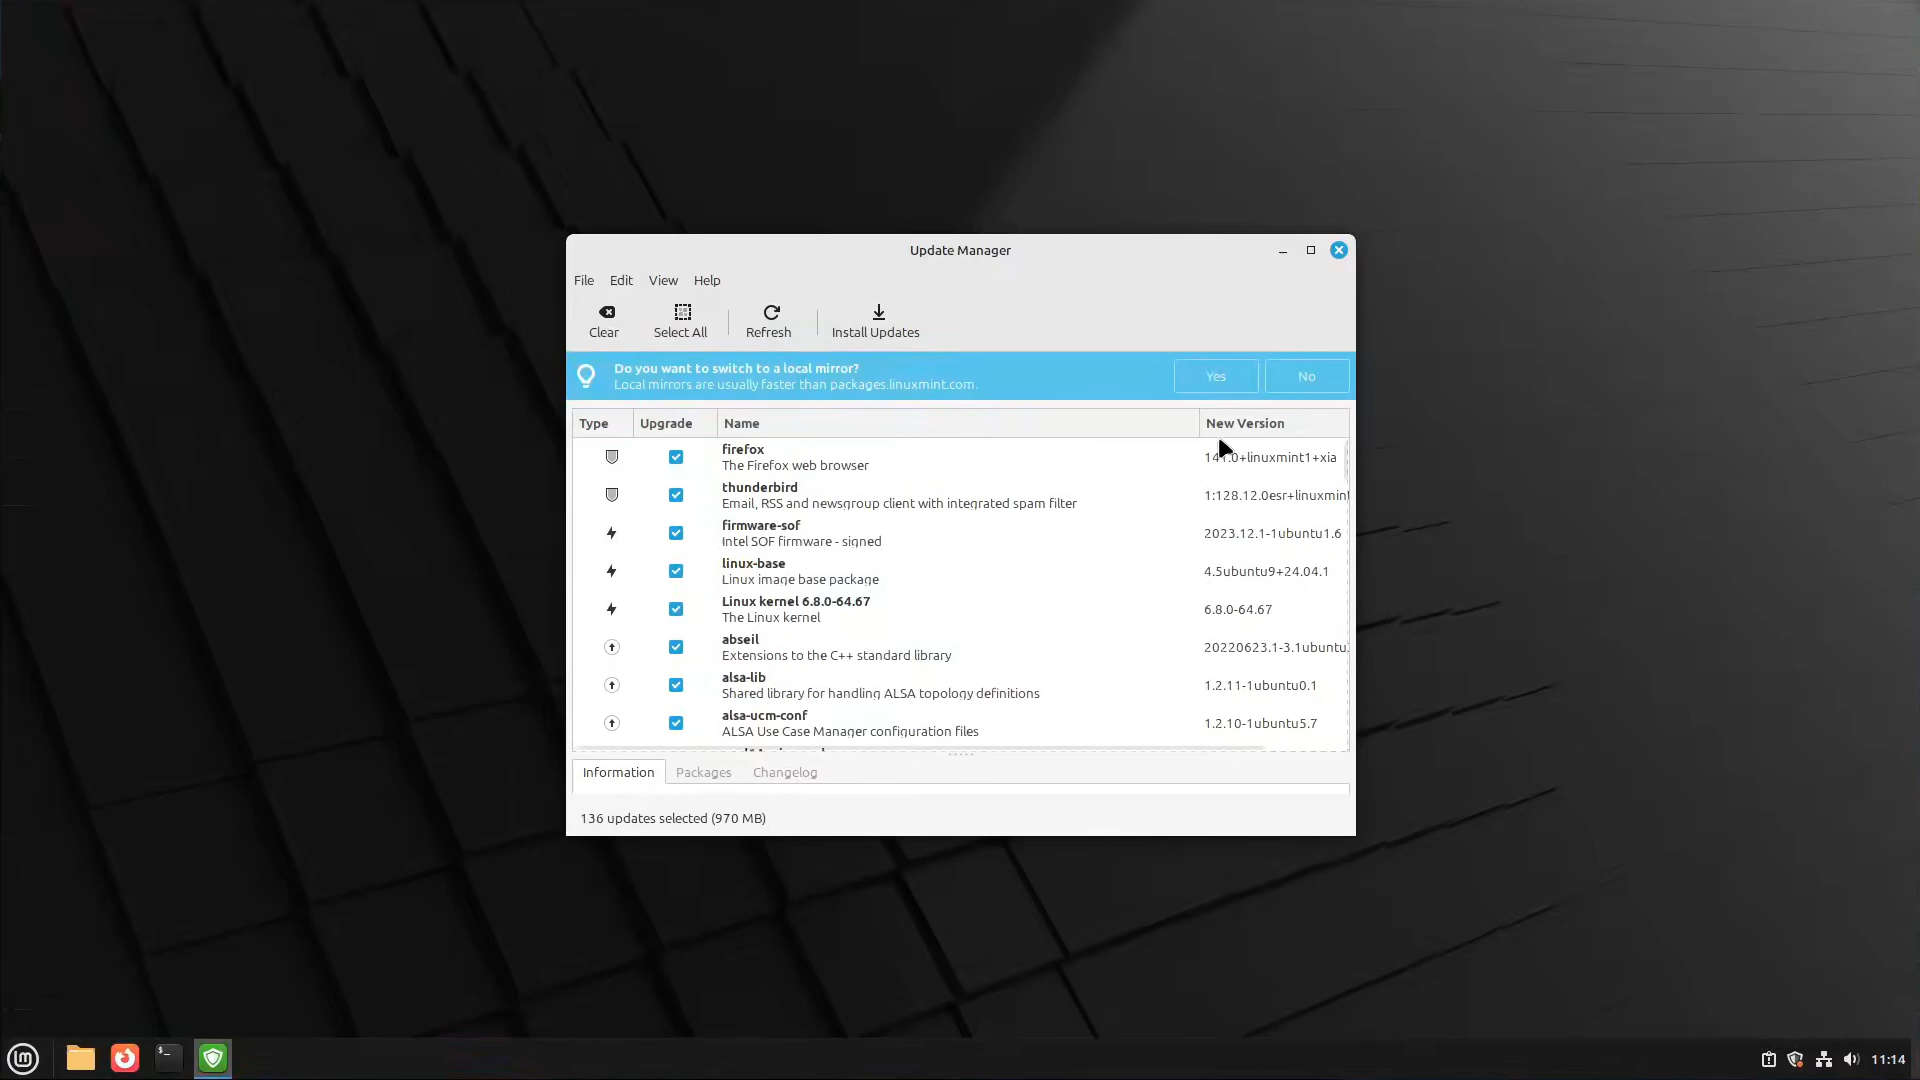 Update Manager
File Edit View Help
Clear Select All Refresh Install Updates
Do you want to switch to a local mirror?
Local mirrors are usually faster than packages.linuxmint.com.
Yes No
Type Upgrade Name New Version
firefox
The Firefox web browser
+linuxmint1+xia
thunderbird
Email, RSS and newsgroup client with integrated spam filter
1:128.12.0esr+linuxmint
firmware-sof
Intel SOF firmware - signed
2023.12.1-1ubuntu1.6
linux-base
Linux image base package
4.5ubuntu9+24.04.1
Linux kernel 6.8.0-64.67
The Linux kernel
6.8.0-64.67
abseil
Extensions to the C++ standard library
20220623.1-3.1ubuntu
alsa-lib
Shared library for handling ALSA topology definitions
1.2.11-1ubuntu0.1
alsa-ucm-conf
ALSA Use Case Manager configuration files
1.2.10-1ubuntu5.7
Information Packages Changelog
136 updates selected (970 MB)
11:14